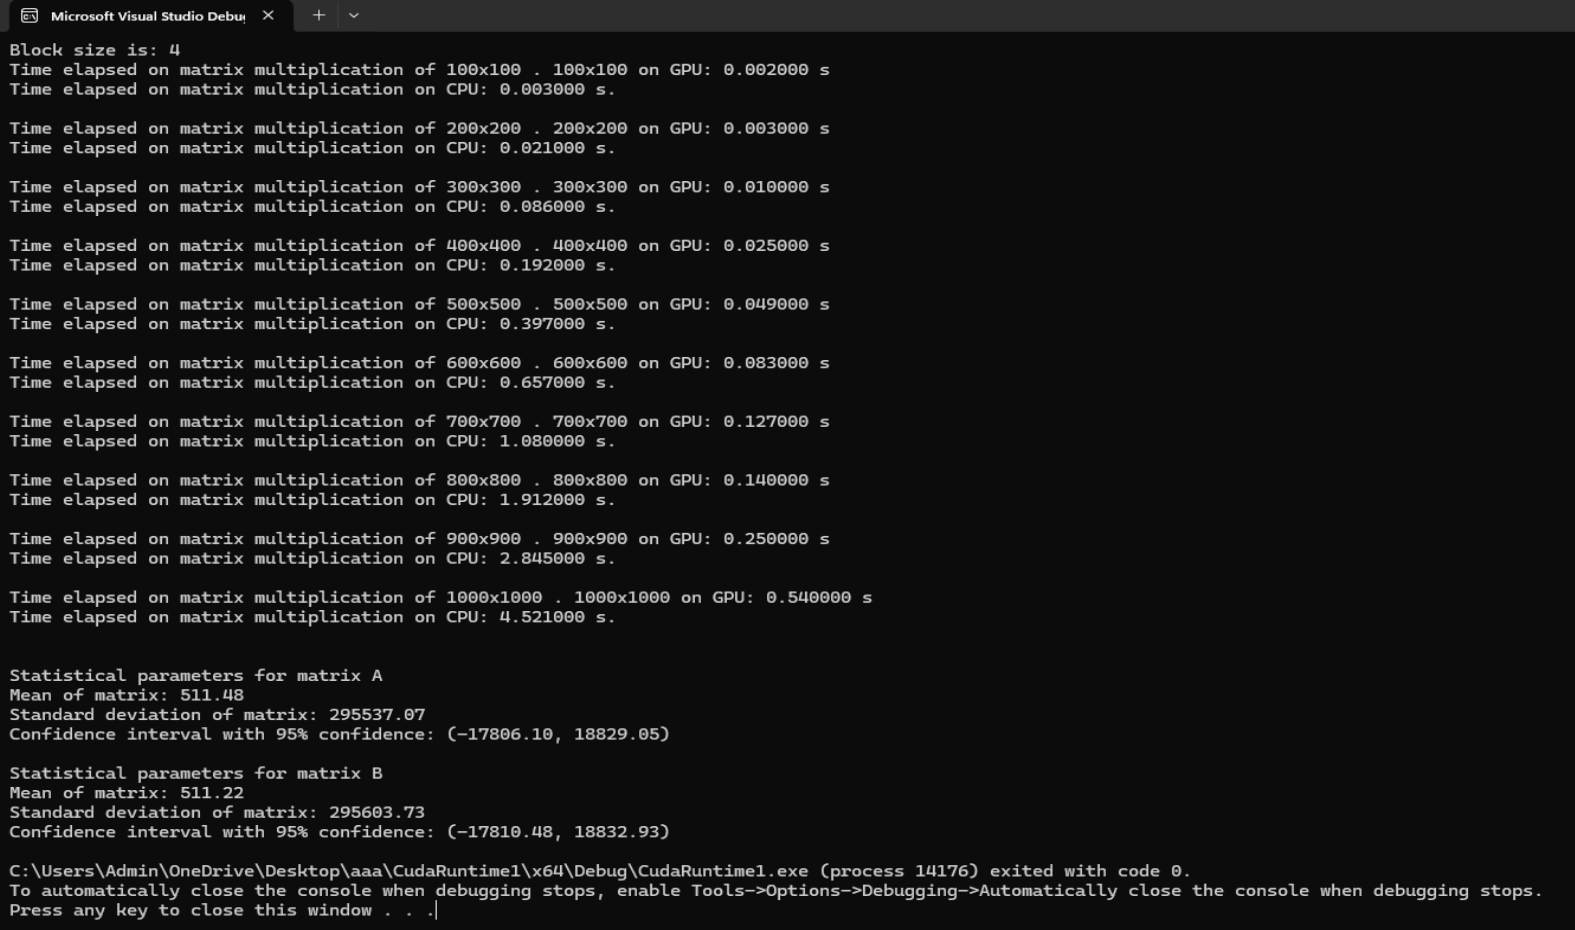 Microsoft Visual Studio Debu
Block size is: 4
Time elapsed on matrix multiplication of 100x100 . 100x100 on GPU: 0.002000 s
Time elapsed on matrix multiplication on CPU: 0.003000 s.
Time elapsed on matrix multiplication of 200x200 . 200x200 on GPU: 0.003000 s
Time elapsed on matrix multiplication on CPU: 0.021000 s.
Time elapsed on matrix multiplication of 300x300 . 300x300 on GPU: 0.010000 s
Time elapsed on matrix multiplication on CPU: 0.086000 s.
Time elapsed on matrix multiplication of 400x400 . 400x400 on GPU: 0.025000 s
Time elapsed on matrix multiplication on CPU: 0.192000 s.
Time elapsed on matrix multiplication of 500x500 . 500x500 on GPU: 0.049000 s
Time elapsed on matrix multiplication on CPU: 0.397000 s.
Time elapsed on matrix multiplication of 600x600 . 600x600 on GPU: 0.083000 s
Time elapsed on matrix multiplication on CPU: 0.657000 s.
Time elapsed on matrix multiplication of 700x700 . 700x700 on GPU: 0.127000 s
Time elapsed on matrix multiplication on CPU: 1.080000 s.
Time elapsed on matrix multiplication of 800x800 . 800x800 on GPU: 0.140000 s
Time elapsed on matrix multiplication on CPU: 1.912000 s.
Time elapsed on matrix multiplication of 900x900 . 900x900 on GPU: 0.250000 s
Time elapsed on matrix multiplication on CPU: 2.845000 s.
Time elapsed on matrix multiplication of 1000x1000 . 1000x1000 on GPU: 0.540000 s
Time elapsed on matrix multiplication on CPU: 4.521000 s.
Statistical parameters for matrix A
Mean of matrix: 511.48
Standard deviation of matrix: 295537.07
Confidence interval with 95% confidence: (-17806.10, 18829.05)
Statistical parameters for matrix B
Mean of matrix: 511.22
Standard deviation of matrix: 295603.73
Confidence interval with 95% confidence: (-17810.48, 18832.93)
C:\Users\Admin\OneDrive\Desktop\aaa\CudaRuntime1\x64\Debug\CudaRuntime1.exe (process 14176) exited with code 0.
To automatically close the console when debugging stops, enable Tools->Options->Debugging->Automatically close the console when debugging stops.
Press any key to close this window . . .